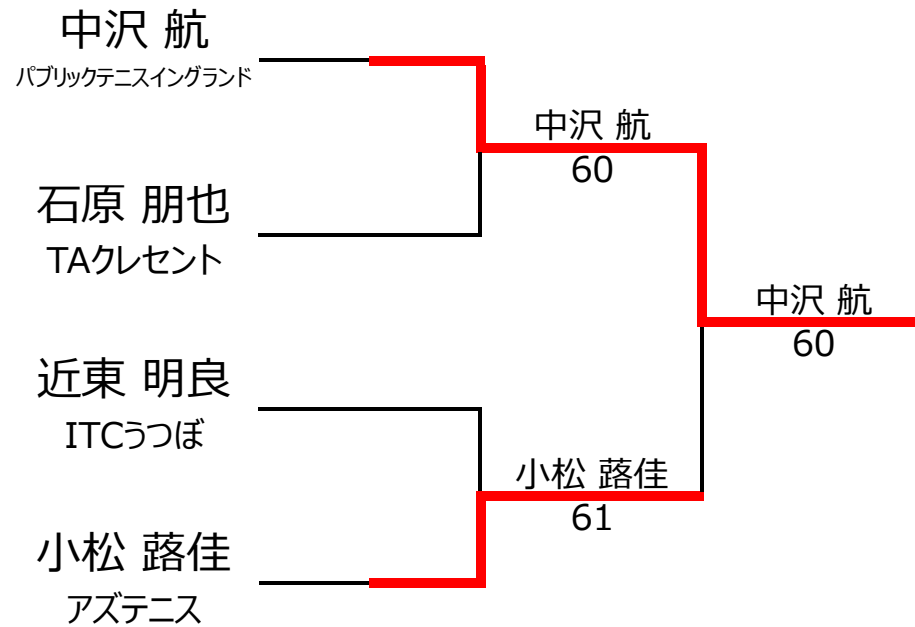 中沢 航
パブリックテニスイングランド
中沢 航
60
石原 朋也
TAクレセント
中沢 航
60
近東 明良
ITCうつぼ
小松 蕗佳
61
小松 蕗佳
アズテニス